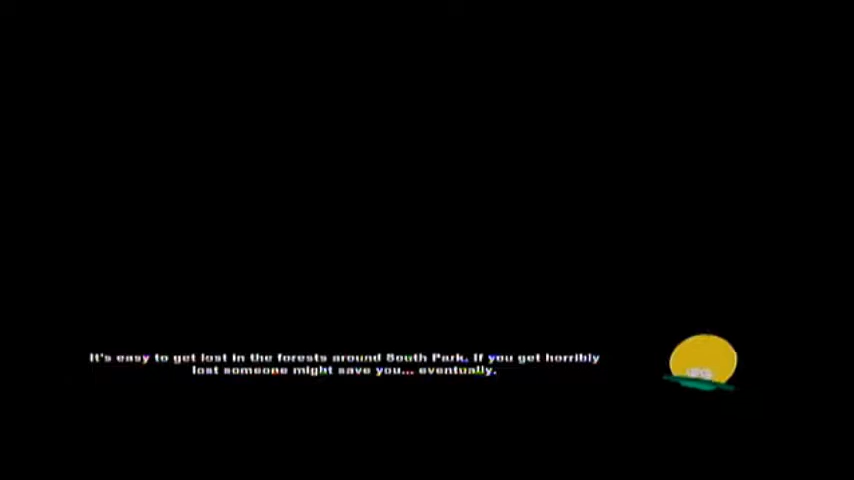 It's easy to get lost in the forests around South Park. If you get horribly
lost someone might save you... eventually.